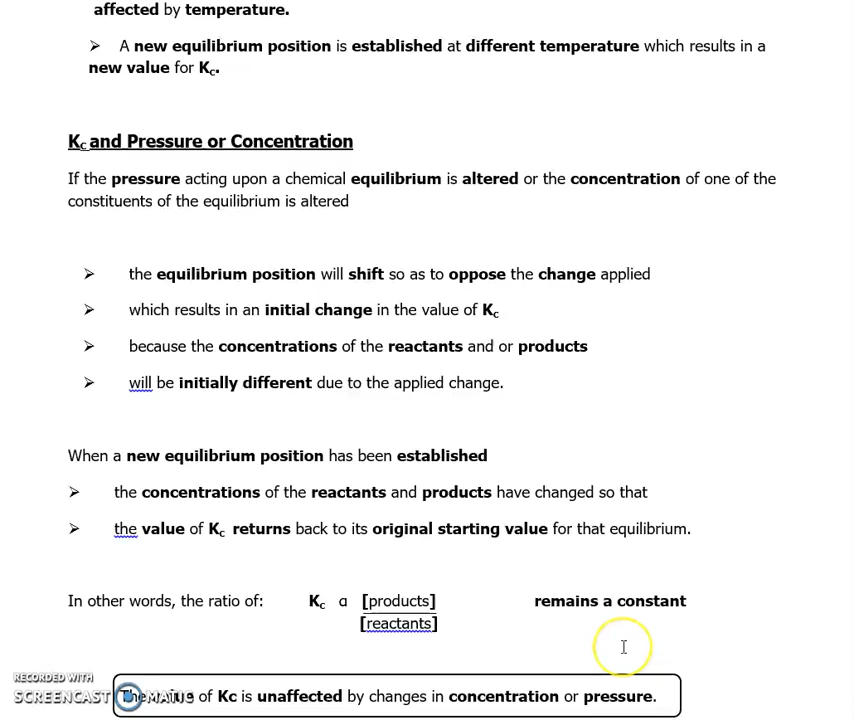 affected by temperature.
➢ A new equilibrium position is established at different temperature which results in a
new value for Kc.
Kc and Pressure or Concentration
If the pressure acting upon a chemical equilibrium is altered or the concentration of one of the
constituents of the equilibrium is altered
➢ the equilibrium position will shift so as to oppose the change applied
➢ which results in an initial change in the value of Kc
➢ because the concentrations of the reactants and or products
➢ will be initially different due to the applied change.
When a new equilibrium position has been established
➢ the concentrations of the reactants and products have changed so that
➢ the value of Kc returns back to its original starting value for that equilibrium.
In other words, the ratio of: Kc α [products] remains a constant
[reactants]
RECORDED WITH
SCREENCAST MATIC
The value of Kc is unaffected by changes in concentration or pressure.